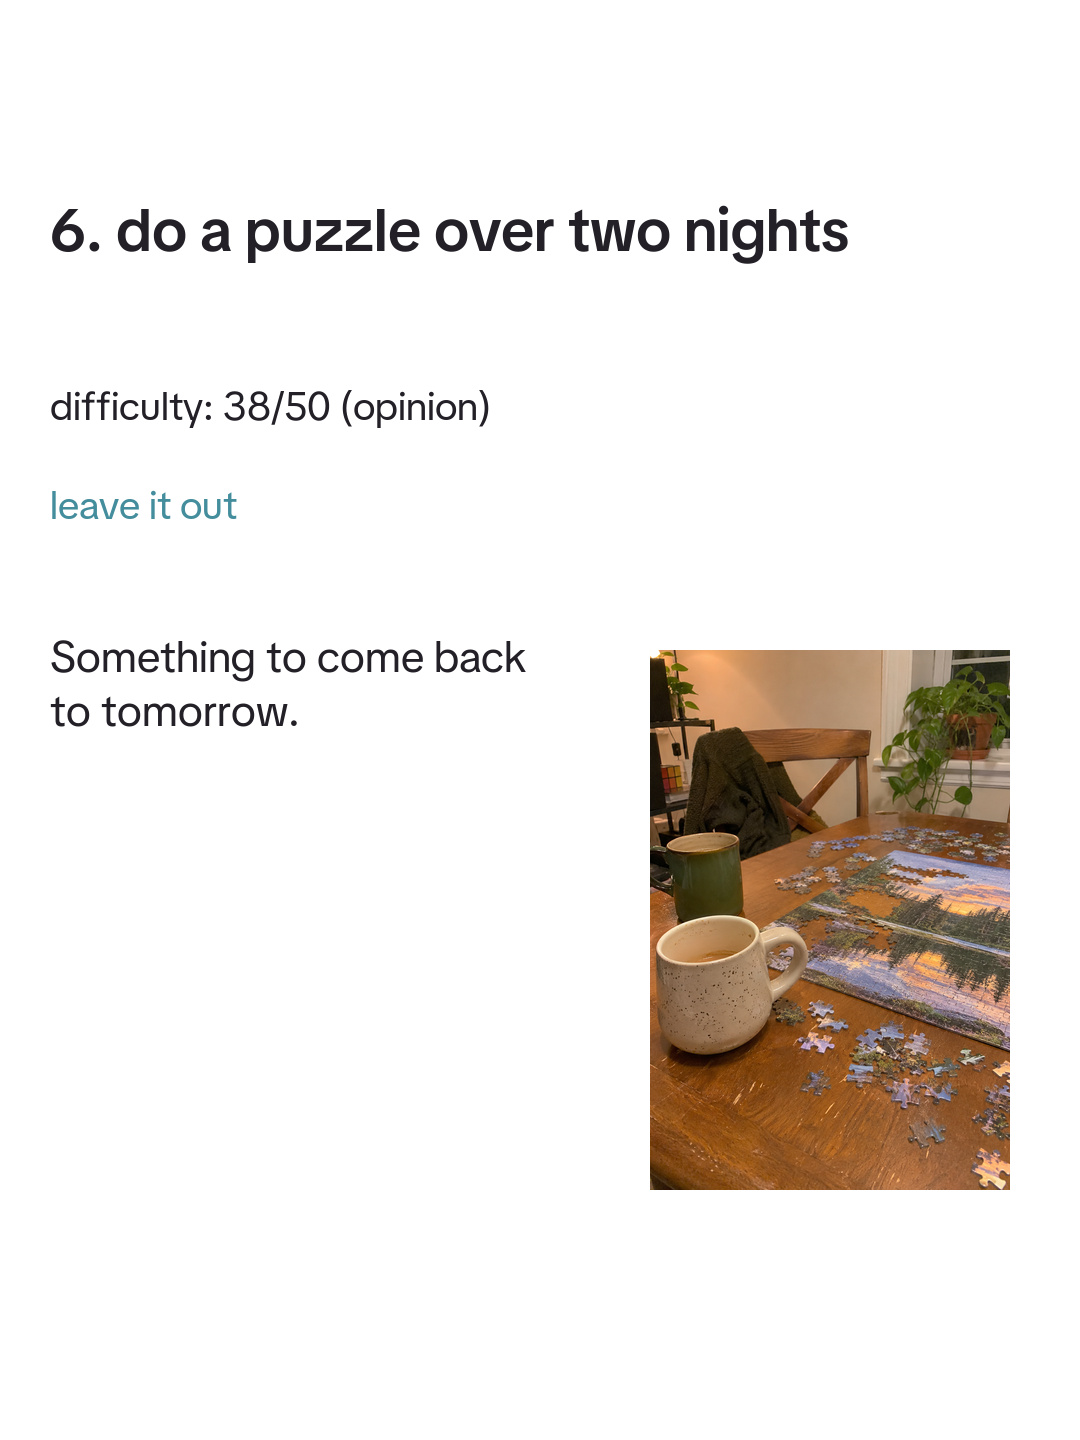 6. do a puzzle over two nights
difficulty: 38/50 (opinion)
leave it out
Something to come back
to tomorrow.